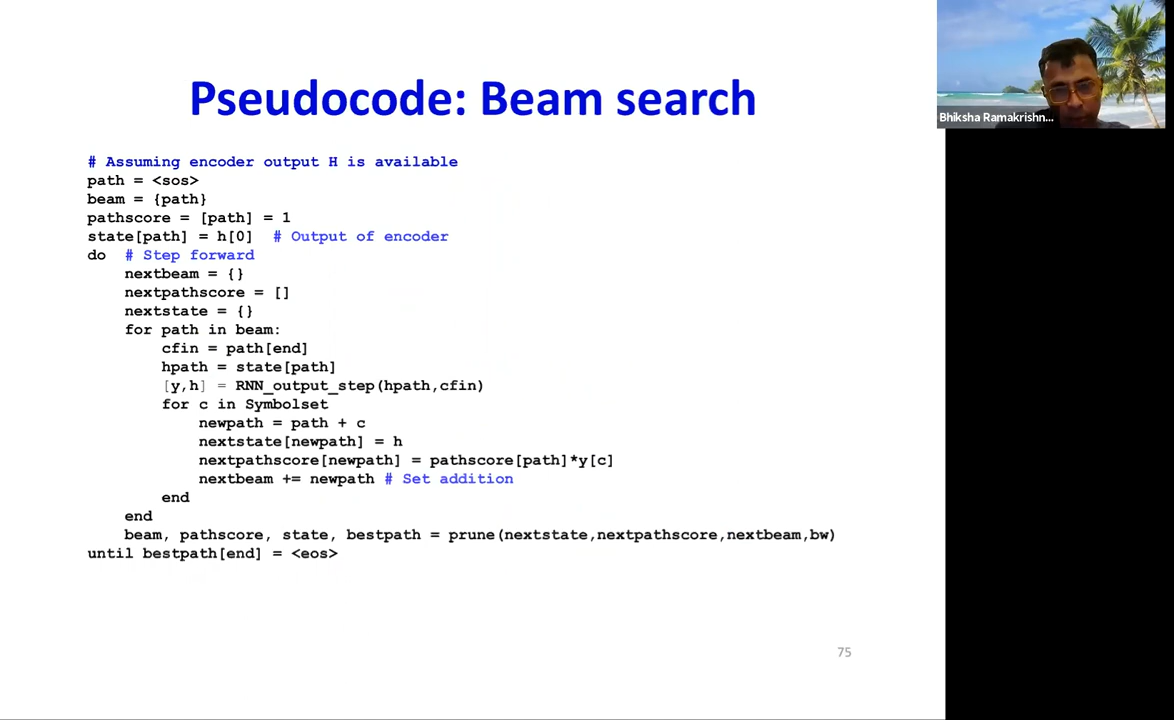 Pseudocode: Beam search
# Assuming encoder output H is available
path = <sos>
beam = {path}
pathscore = [path] = 1
state[path] = h[0]  # Output of encoder
do  # Step forward
    nextbeam = {}
    nextpathscore = []
    nextstate = {}
    for path in beam:
        cfin = path[end]
        hpath = state[path]
        [y,h] = RNN_output_step(hpath,cfin)
        for c in Symbolset
            newpath = path + c
            nextstate[newpath] = h
            nextpathscore[newpath] = pathscore[path]*y[c]
            nextbeam += newpath # Set addition
        end
    end
    beam, pathscore, state, bestpath = prune(nextstate,nextpathscore,nextbeam,bw)
until bestpath[end] = <eos>
75
Bhiksha Ramakrishn...